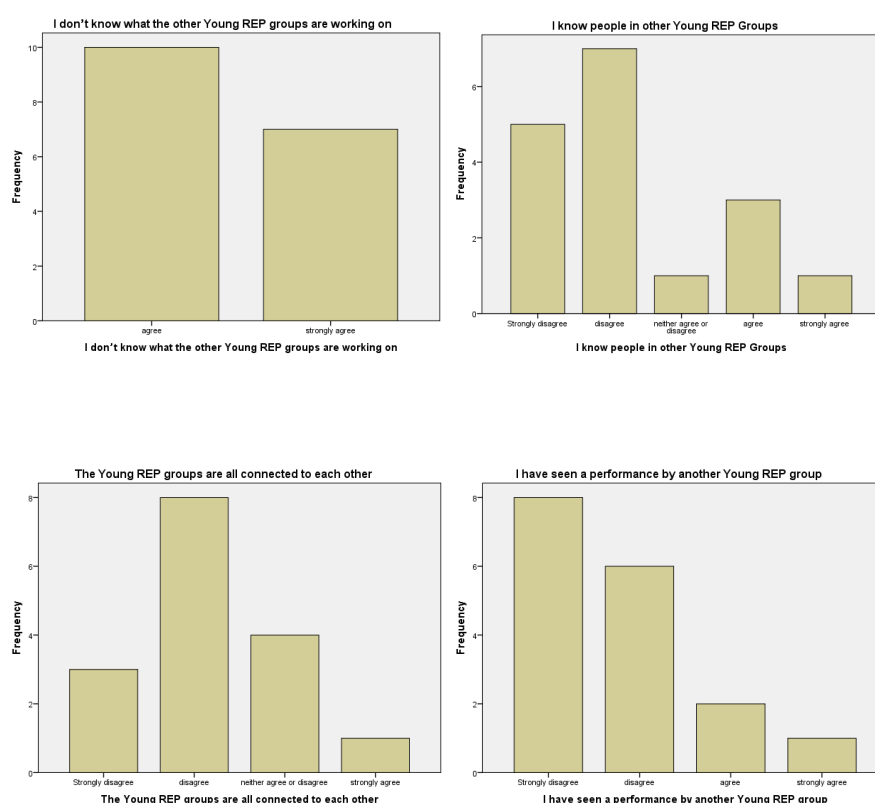 I don't know what the other Young REP groups are working on
Frequency
10
8
6
4
2
0
agree
strongly agree
I don't know what the other Young REP groups are working on
I know people in other Young REP Groups
Frequency
6
4
2
0
Strongly disagree
disagree
neither agree or
disagree
agree
strongly agree
I know people in other Young REP Groups
The Young REP groups are all connected to each other
Frequency
8
6
4
2
0
Strongly disagree
disagree
neither agree or disagree
strongly agree
The Young REP groups are all connected to each other
I have seen a performance by another Young REP group
Frequency
8
6
4
2
0
Strongly disagree
disagree
agree
strongly agree
I have seen a performance by another Young REP group